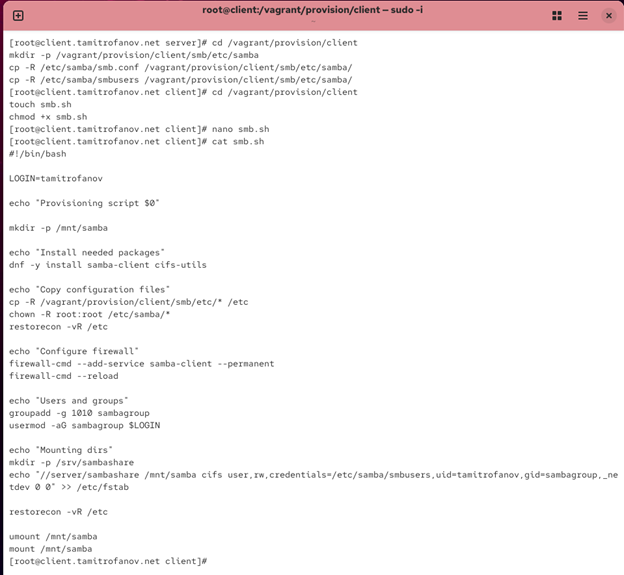 root@client:/vagrant/provision/client — sudo -i
[root@client.tamitrofanov.net server]# cd /vagrant/provision/client
mkdir -p /vagrant/provision/client/smb/etc/samba
cp -R /etc/samba/smb.conf /vagrant/provision/client/smb/etc/samba/
cp -R /etc/samba/smbusers /vagrant/provision/client/smb/etc/samba/
[root@client.tamitrofanov.net client]# cd /vagrant/provision/client
touch smb.sh
chmod +x smb.sh
[root@client.tamitrofanov.net client]# nano smb.sh
[root@client.tamitrofanov.net client]# cat smb.sh
#!/bin/bash
LOGIN=tamitrofanov
echo "Provisioning script $0"
mkdir -p /mnt/samba
echo "Install needed packages"
dnf -y install samba-client cifs-utils
echo "Copy configuration files"
cp -R /vagrant/provision/client/smb/etc/* /etc
chown -R root:root /etc/samba/*
restorecon -vR /etc
echo "Configure firewall"
firewall-cmd --add-service samba-client --permanent
firewall-cmd --reload
echo "Users and groups"
groupadd -g 1010 sambagroup
usermod -aG sambagroup $LOGIN
echo "Mounting dirs"
mkdir -p /srv/sambashare
echo "//server/sambashare /mnt/samba cifs user,rw,credentials=/etc/samba/smbusers,uid=tamitrofanov,gid=sambagroup,_ne
tdev 0 0" >> /etc/fstab
restorecon -vR /etc
umount /mnt/samba
mount /mnt/samba
[root@client.tamitrofanov.net client]#